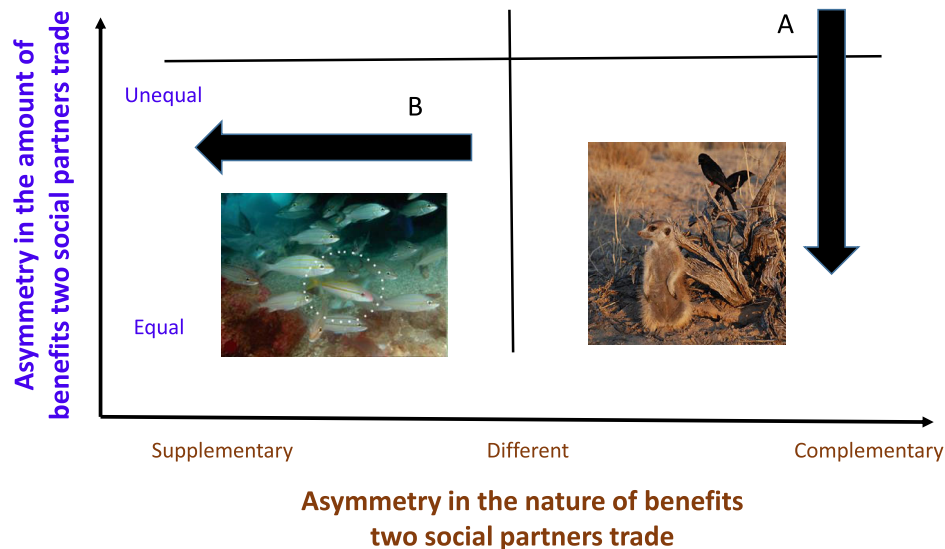 Asymmetry in the amount of
benefits two social partners trade
Unequal
Equal
A
B
Supplementary
Different
Complementary
Asymmetry in the nature of benefits
two social partners trade